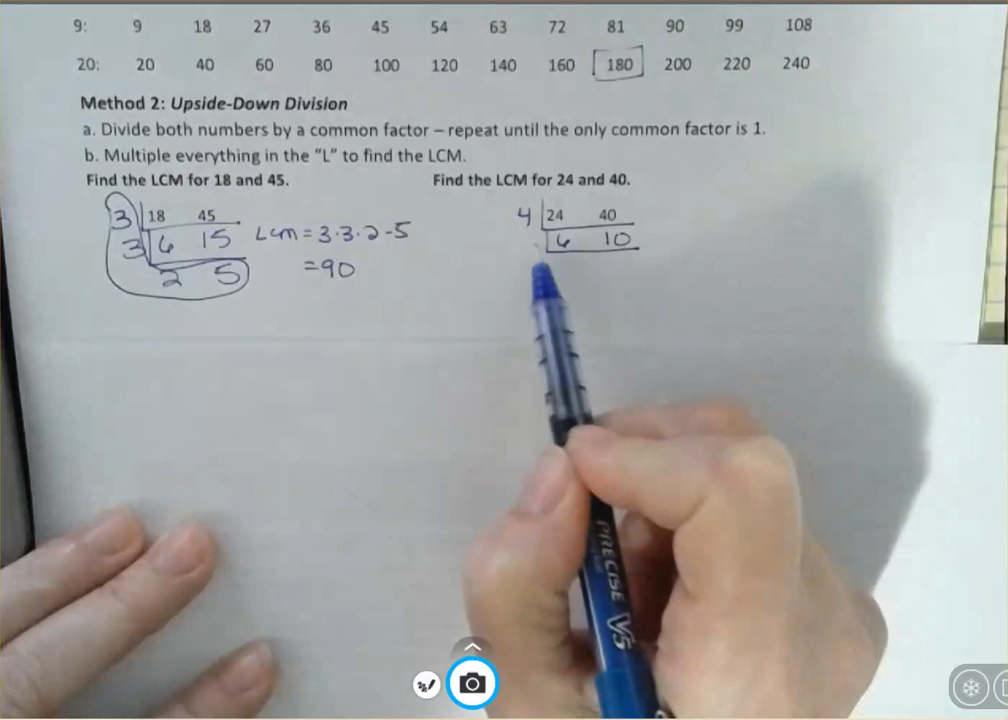 9: 9 18 27 36 45 54 63 72 81 90 99 108
20: 20 40 60 80 100 120 140 160 180 200 220 240
Method 2: Upside-Down Division
a. Divide both numbers by a common factor – repeat until the only common factor is 1.
b. Multiple everything in the “L” to find the LCM.
Find the LCM for 18 and 45.
3 18 45
3 6 15
2 5
LCM = 3·3·2·5
=90
Find the LCM for 24 and 40.
4 24 40
6 10
PRECISE V5